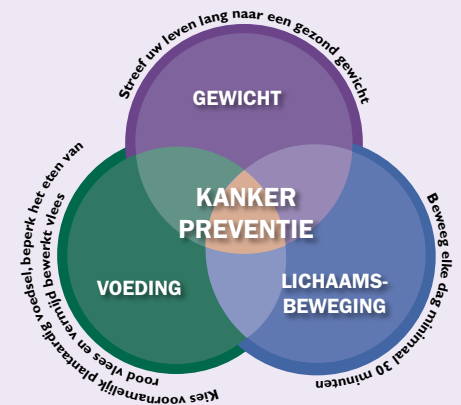 Streef uw leven lang naar een gezond gewicht
GEWICHT
KANKER
PREVENTIE
VOEDING
LICHAAMS-
BEWEGING
Kies voornamelijk plantaardig voedsel, beperk het eten van
rood vlees en vermijd bewerkt vlees
Beweeg elke dag minimaal 30 minuten